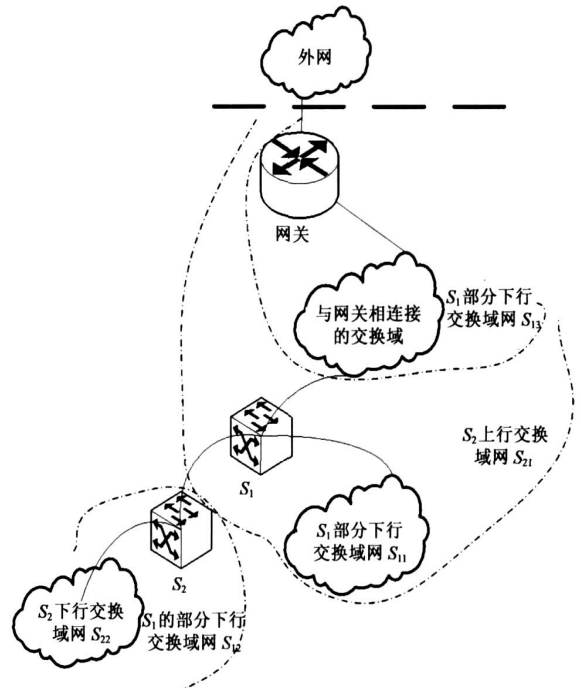 外网
网关
与网关相连接
的交换域
S₁部分下行
交换域网 S₁₃
S₂上行交换
域网 S₂₁
S₁
S₁部分下行
交换域网 S₁₁
S₂
S₂下行交换
域网 S₂₂
S₁的部分下行
交换域网 S₁₂